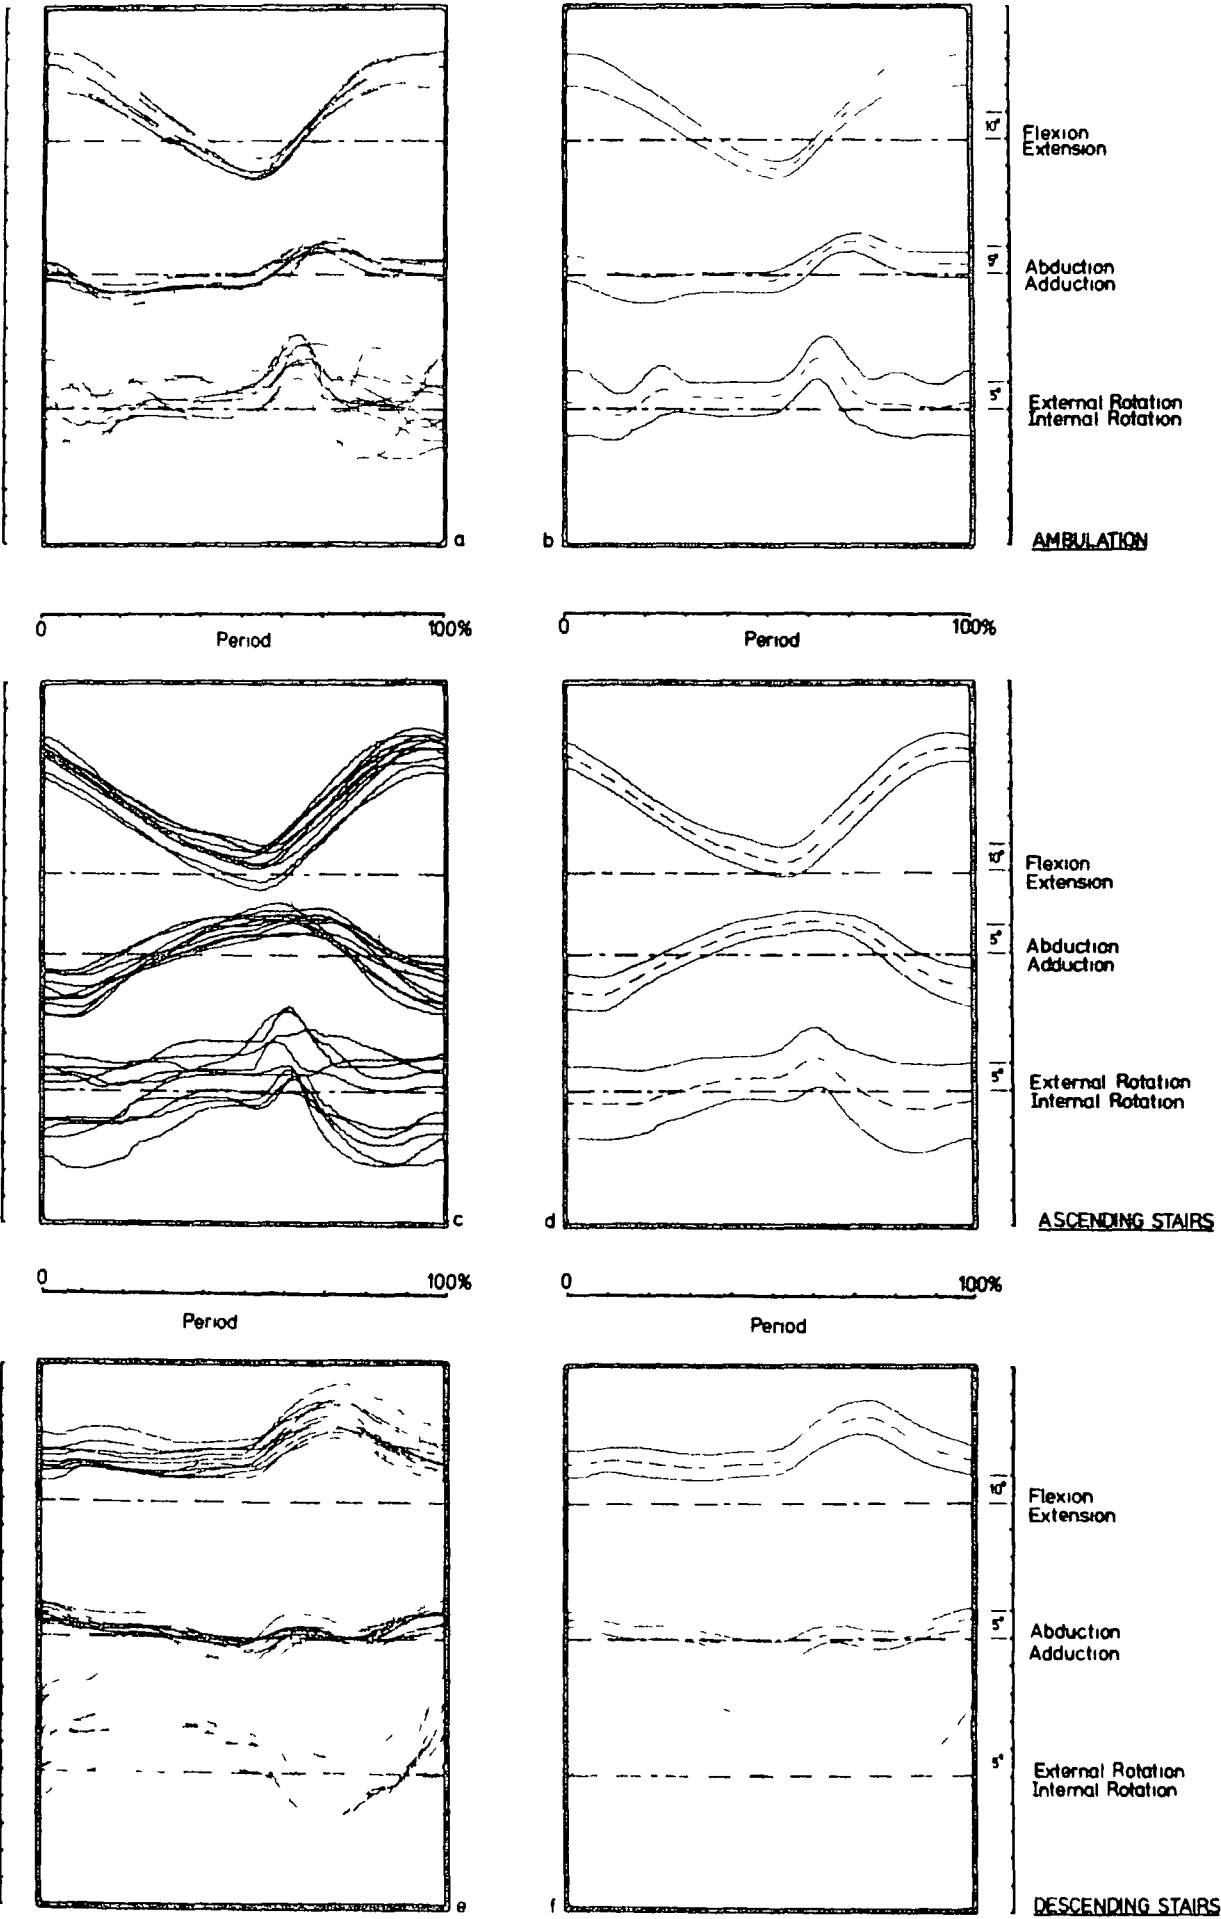 10°
Flexion
Extension
5°
Abduction
Adduction
5°
External Rotation
Internal Rotation
a
b
AMBULATION
0
Period
100%
0
Period
100%
10°
Flexion
Extension
5°
Abduction
Adduction
5°
External Rotation
Internal Rotation
c
d
ASCENDING STAIRS
0
100%
0
100%
Period
Period
10°
Flexion
Extension
5°
Abduction
Adduction
5°
External Rotation
Internal Rotation
e
f
DESCENDING STAIRS